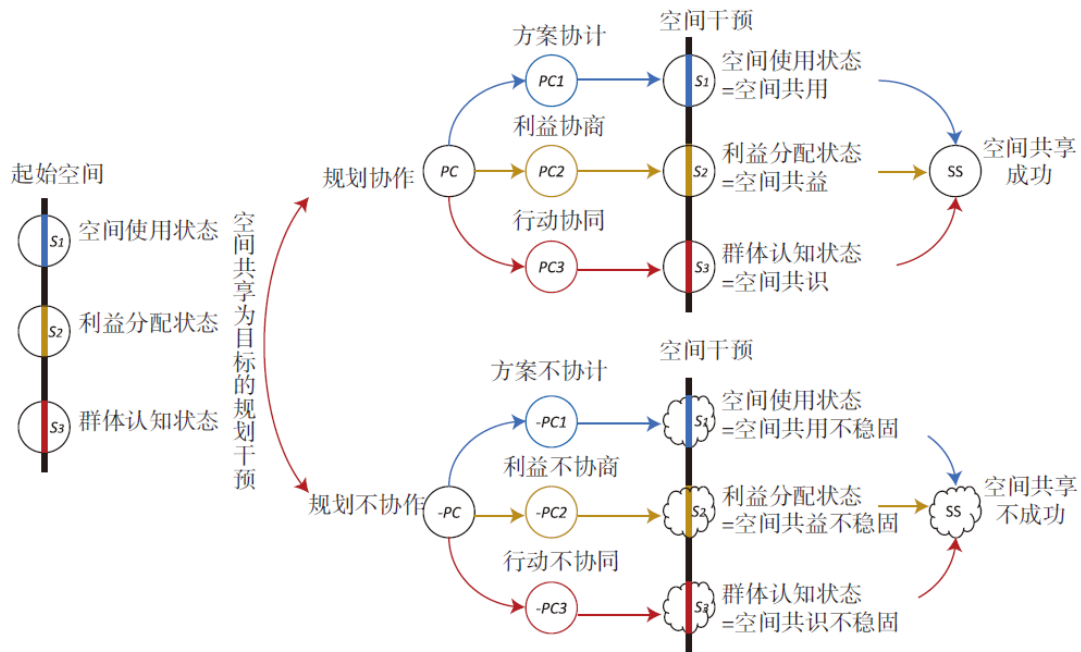 起始空间
S1
空间使用状态
S2
利益分配状态
S3
群体认知状态
空间共享为目标的规划干预
规划协作
PC
方案协计
PC1
利益协商
PC2
行动协同
PC3
空间干预
S1
空间使用状态
=空间共用
S2
利益分配状态
=空间共益
S3
群体认知状态
=空间共识
SS
空间共享
成功
规划不协作
-PC
方案不协计
-PC1
利益不协商
-PC2
行动不协同
-PC3
空间干预
S1
空间使用状态
=空间共用不稳固
S2
利益分配状态
=空间共益不稳固
S3
群体认知状态
=空间共识不稳固
SS
空间共享
不成功